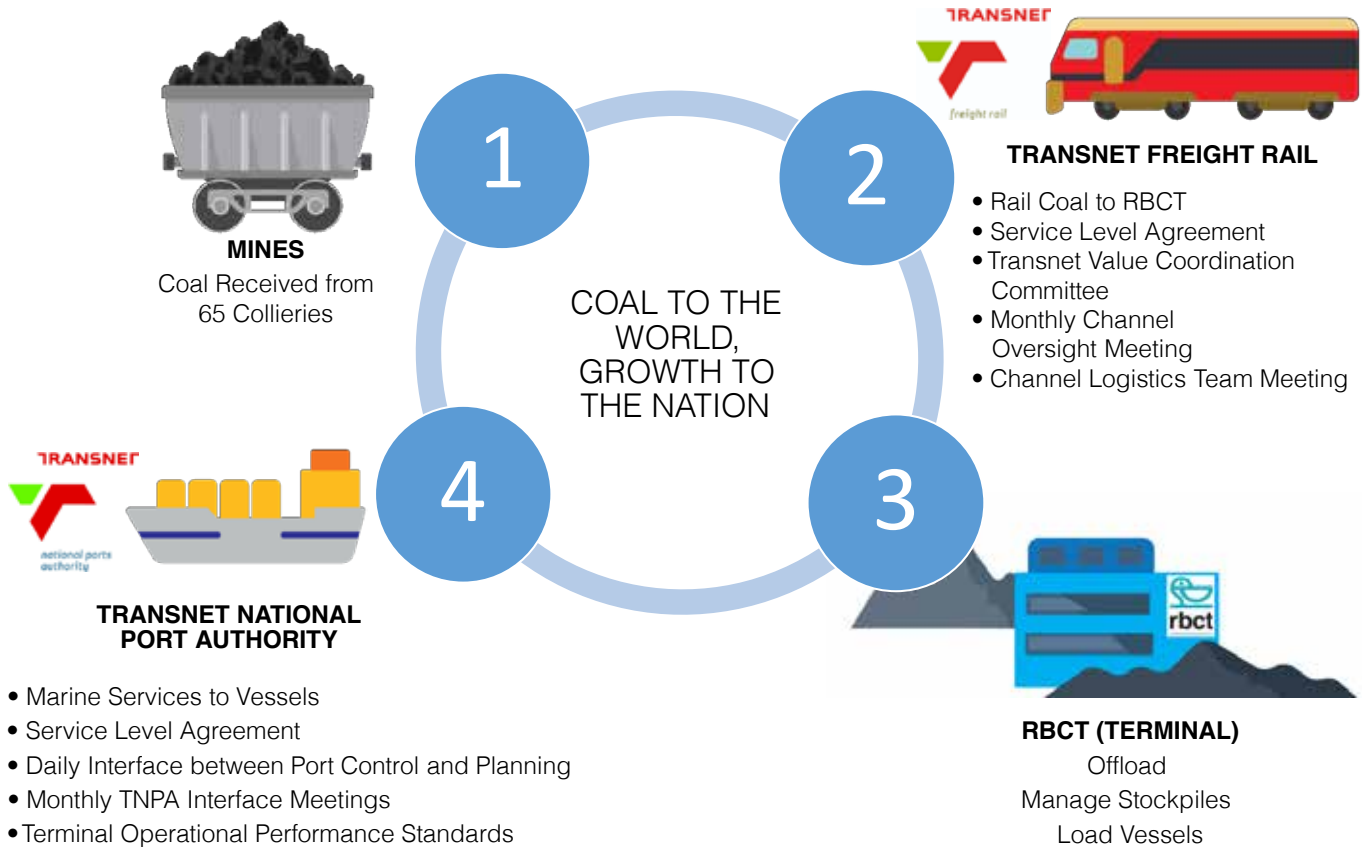 1
MINES
Coal Received from
65 Collieries
2
TRANSNET
freight rail
TRANSNET FREIGHT RAIL
• Rail Coal to RBCT
• Service Level Agreement
• Transnet Value Coordination
Committee
• Monthly Channel
Oversight Meeting
• Channel Logistics Team Meeting
COAL TO THE
WORLD,
GROWTH TO
THE NATION
3
rbct
RBCT (TERMINAL)
Offload
Manage Stockpiles
Load Vessels
4
TRANSNET
national ports
authority
TRANSNET NATIONAL
PORT AUTHORITY
• Marine Services to Vessels
• Service Level Agreement
• Daily Interface between Port Control and Planning
• Monthly TNPA Interface Meetings
• Terminal Operational Performance Standards